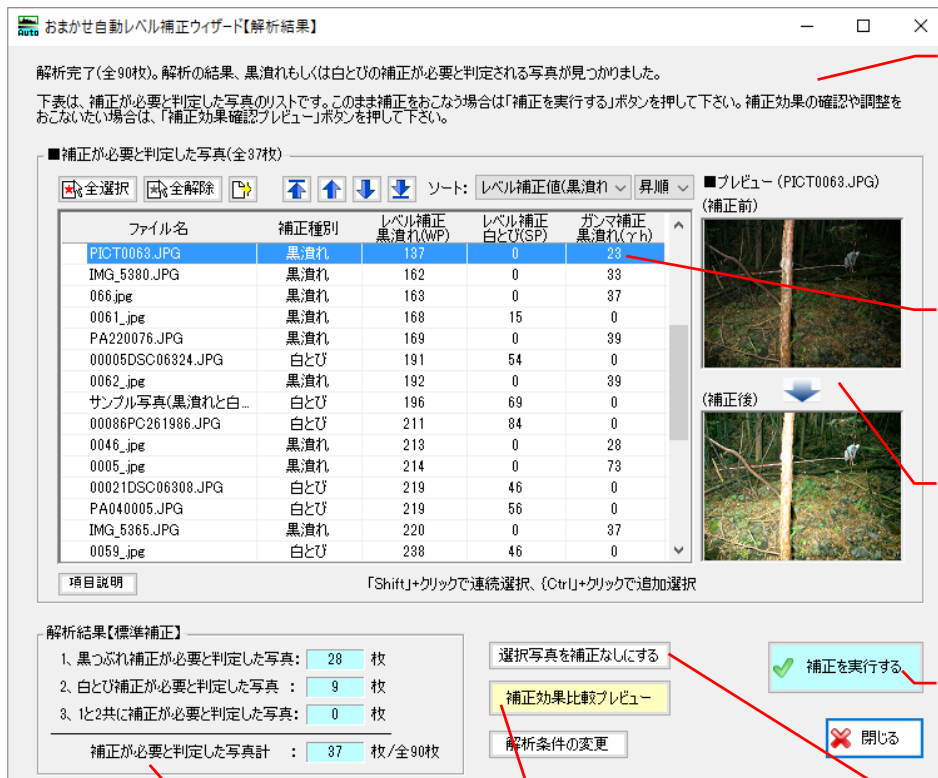 Auto おまかせ自動レベル補正ウィザード【解析結果】
解析完了(全90枚)。解析の結果、黒潰れもしくは白とびの補正が必要と判定される写真が見つかりました。
下表は、補正が必要と判定した写真のリストです。このまま補正をおこなう場合は「補正を実行する」ボタンを押して下さい。補正効果の確認や調整を
おこないたい場合は、「補正効果確認プレビュー」ボタンを押して下さい。
■補正が必要と判定した写真(全37枚)
全選択 全解除 ソート: レベル補正値(黒潰れ 昇順
ファイル名 補正種別 レベル補正 黒潰れ(WP) レベル補正 白とび(SP) ガンマ補正 黒潰れ(γh)
PICT0063.JPG 黒潰れ 137 0 23
IMG_5380.JPG 黒潰れ 162 0 33
066.jpg 黒潰れ 163 0 37
0061_.jpg 黒潰れ 168 15 0
PA220076.JPG 黒潰れ 169 0 39
00005DSC06324.JPG 白とび 191 54 0
0062_.jpg 黒潰れ 192 0 39
サンプル写真(黒潰れと白... 白とび 196 69 0
00086PC261986.JPG 白とび 211 84 0
0046_.jpg 黒潰れ 213 0 28
0005_.jpg 黒潰れ 214 0 73
00021DSC06308.JPG 白とび 219 46 0
PA040005.JPG 白とび 219 56 0
IMG_5365.JPG 黒潰れ 220 0 37
0059_.jpg 白とび 238 46 0
項目説明 「Shift」+クリックで連続選択、{Ctrl」+クリックで追加選択
■プレビュー (PICT0063.JPG)
(補正前)
(補正後)
解析結果【標準補正】
1、黒つぶれ補正が必要と判定した写真: 28 枚
2、白とび補正が必要と判定した写真 : 9 枚
3、1と2共に補正が必要と判定した写真: 0 枚
補正が必要と判定した写真計 : 37 枚/全90枚
選択写真を補正なしにする
補正効果比較プレビュー
解析条件の変更
補正を実行する
閉じる